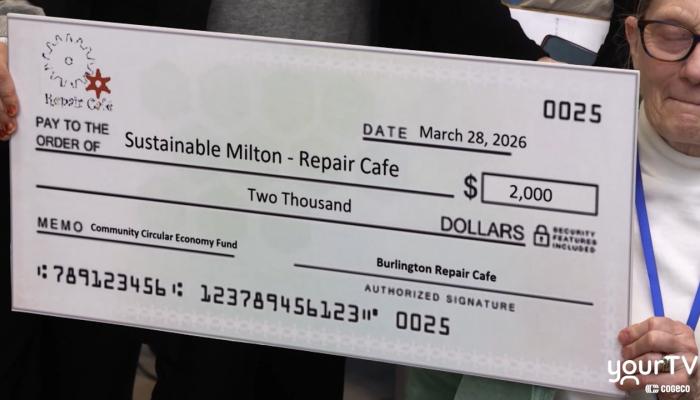 Repair Cafe
0025
DATE March 28, 2026
PAY TO THE
ORDER OF Sustainable Milton - Repair Cafe
$ 2,000
Two Thousand
DOLLARS
SECURITY
FEATURES
INCLUDED
MEMO Community Circular Economy Fund
Burlington Repair Cafe
AUTHORIZED SIGNATURE
⑆789123456⑆ 123789456123⑈ 0025
yourTV
COGECO